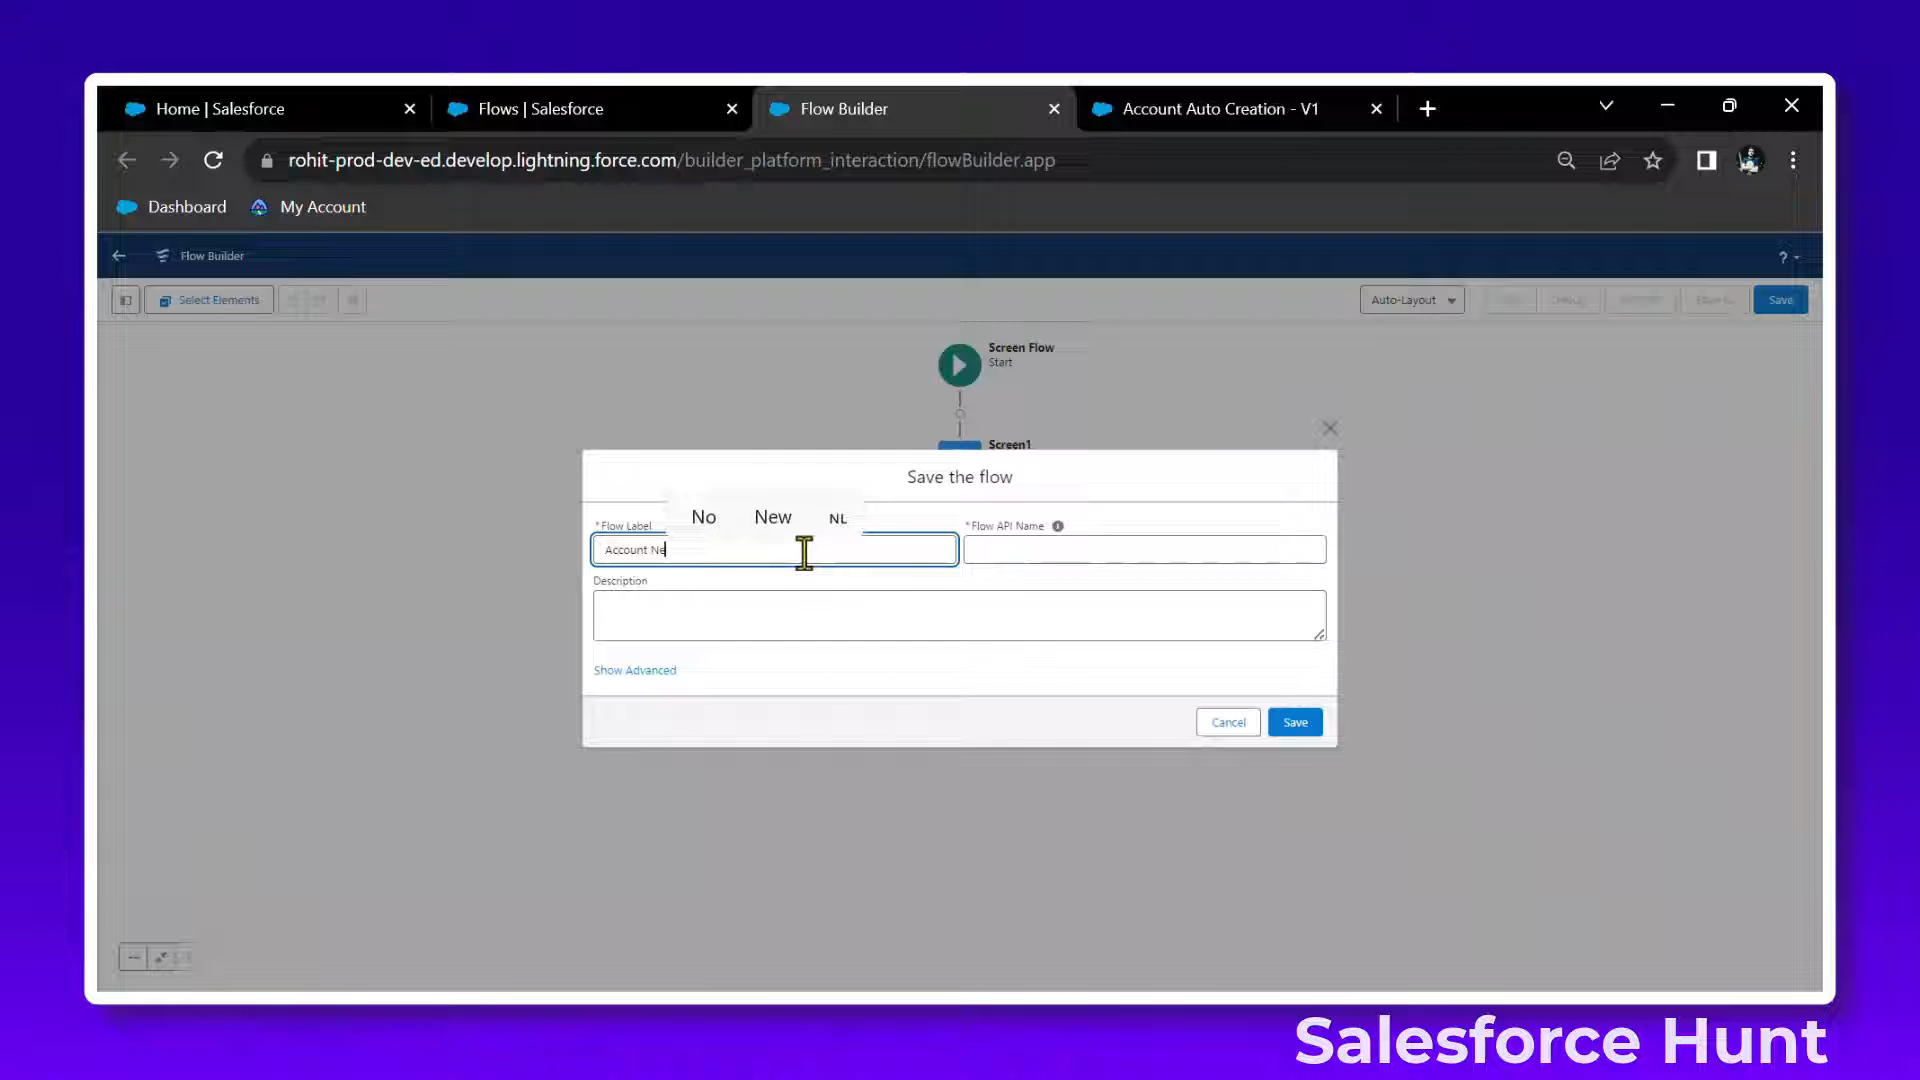 Home | Salesforce
Flows | Salesforce
Flow Builder
Account Auto Creation - V1
rohit-prod-dev-ed.develop.lightning.force.com/builder_platform_interaction/flowBuilder.app
Dashboard
My Account
Flow Builder
?
Select Elements
Auto-Layout
Save
Screen Flow
Start
Screen1
Save the flow
No New NL
*Flow Label
*Flow API Name
Account Ne
Description
Show Advanced
Cancel
Save
Salesforce Hunt